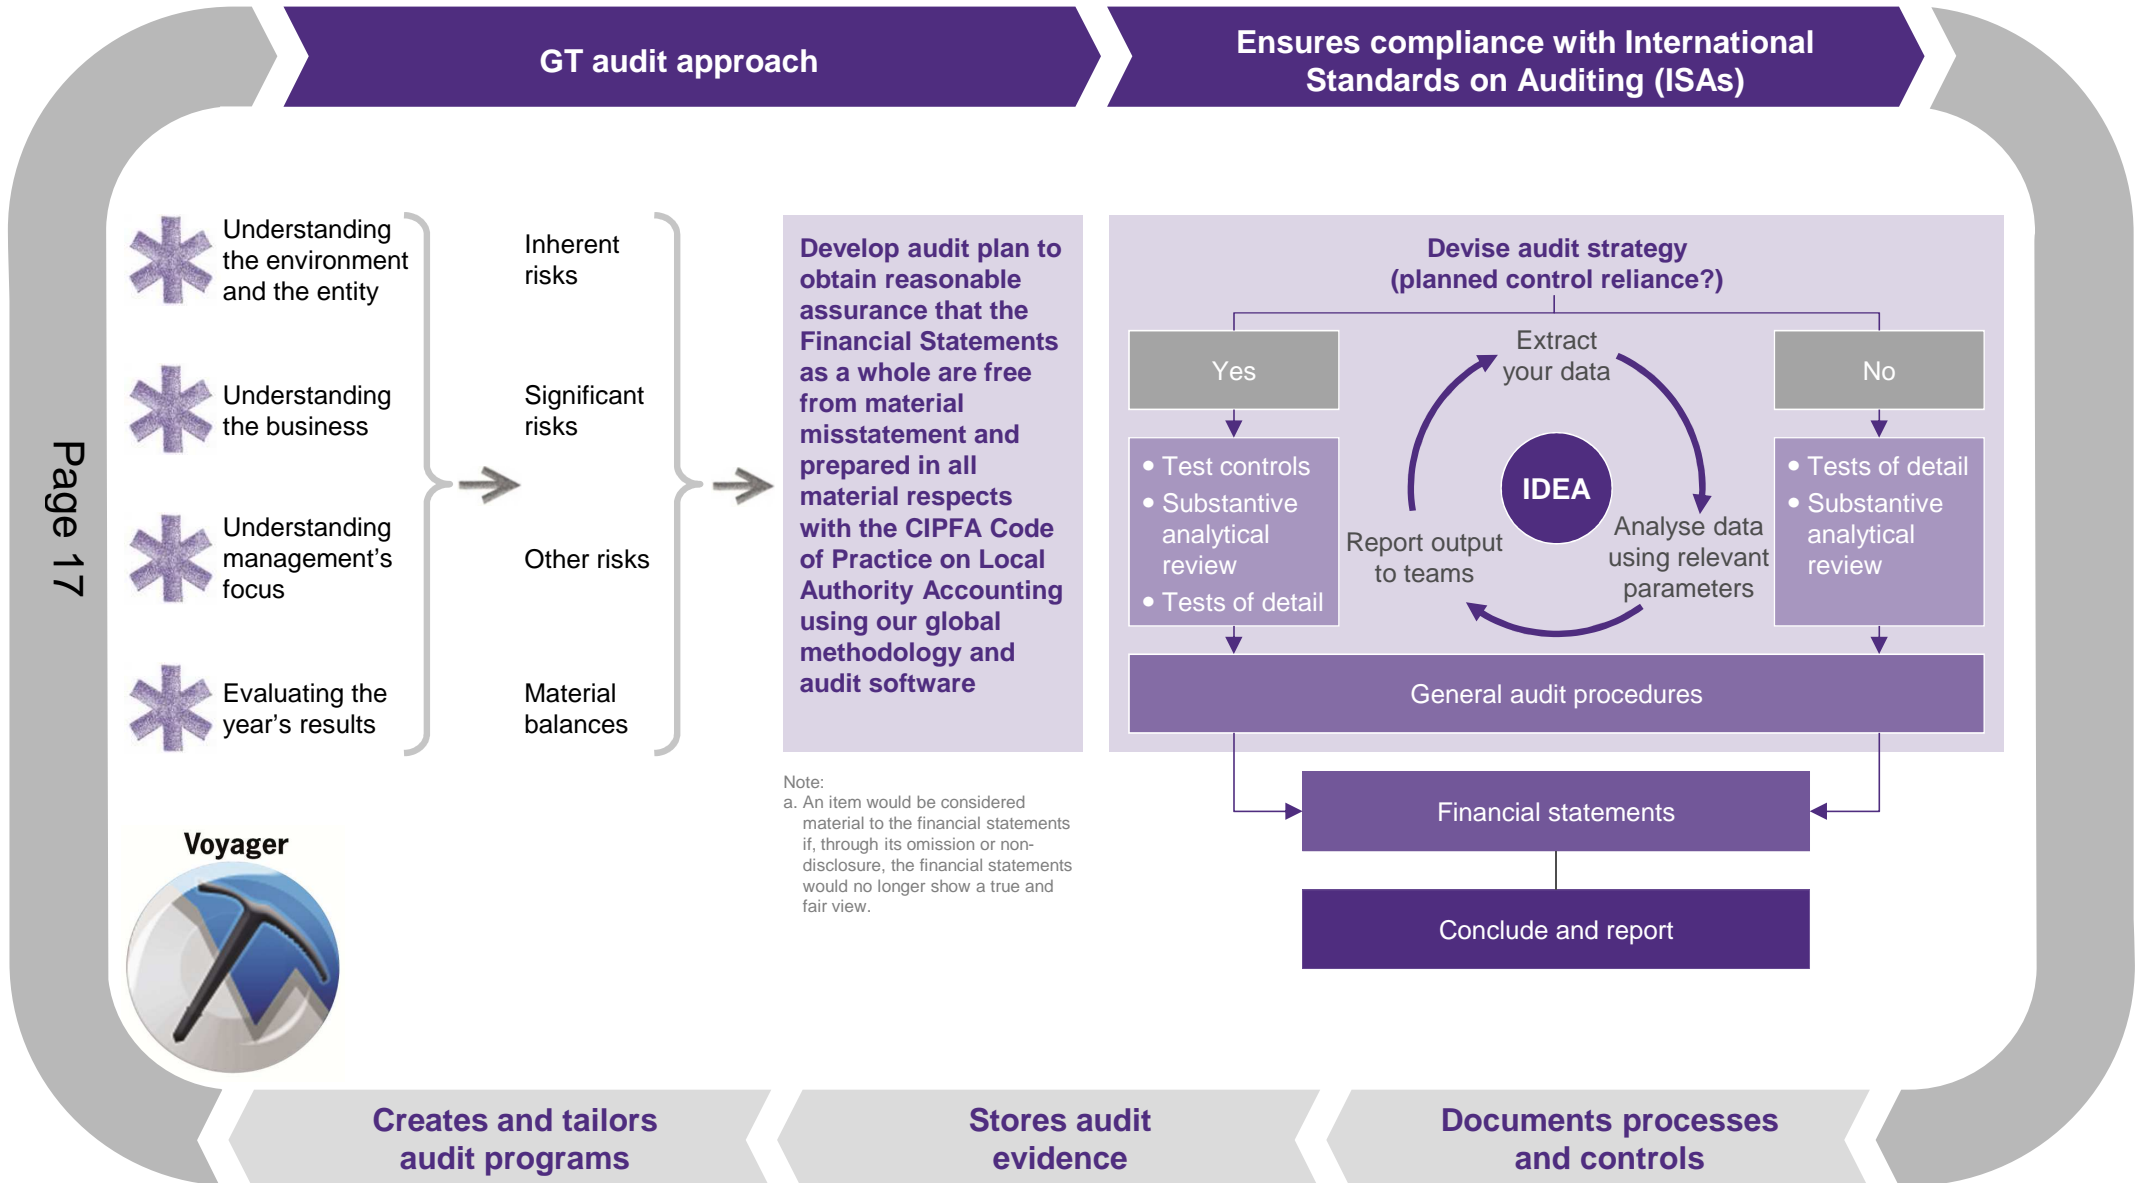 GT audit approach
Ensures compliance with International
Standards on Auditing (ISAs)
Page 17
Understanding
the environment
and the entity
Understanding
the business
Understanding
management’s
focus
Evaluating the
year’s results
Inherent
risks
Significant
risks
Other risks
Material
balances
Develop audit plan to
obtain reasonable
assurance that the
Financial Statements
as a whole are free
from material
misstatement and
prepared in all
material respects
with the CIPFA Code
of Practice on Local
Authority Accounting
using our global
methodology and
audit software
Note:
a. An item would be considered
material to the financial statements
if, through its omission or non-
disclosure, the financial statements
would no longer show a true and
fair view.
Devise audit strategy
(planned control reliance?)
Yes
• Test controls
• Substantive
analytical
review
• Tests of detail
Extract
your data
IDEA
Analyse data
using relevant
parameters
Report output
to teams
No
• Tests of detail
• Substantive
analytical
review
General audit procedures
Financial statements
Conclude and report
Voyager
Creates and tailors
audit programs
Stores audit
evidence
Documents processes
and controls